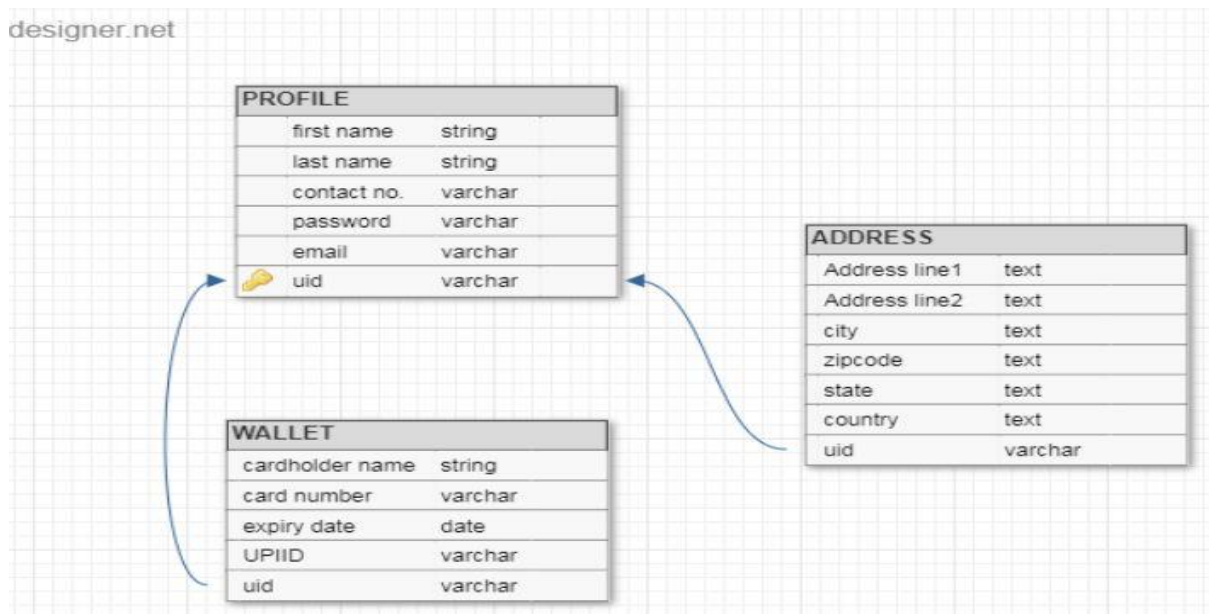 designer.net
PROFILE
first name string
last name string
contact no. varchar
password varchar
email varchar
uid varchar
ADDRESS
Address line1 text
Address line2 text
city text
zipcode text
state text
country text
uid varchar
WALLET
cardholder name string
card number varchar
expiry date date
UPIID varchar
uid varchar